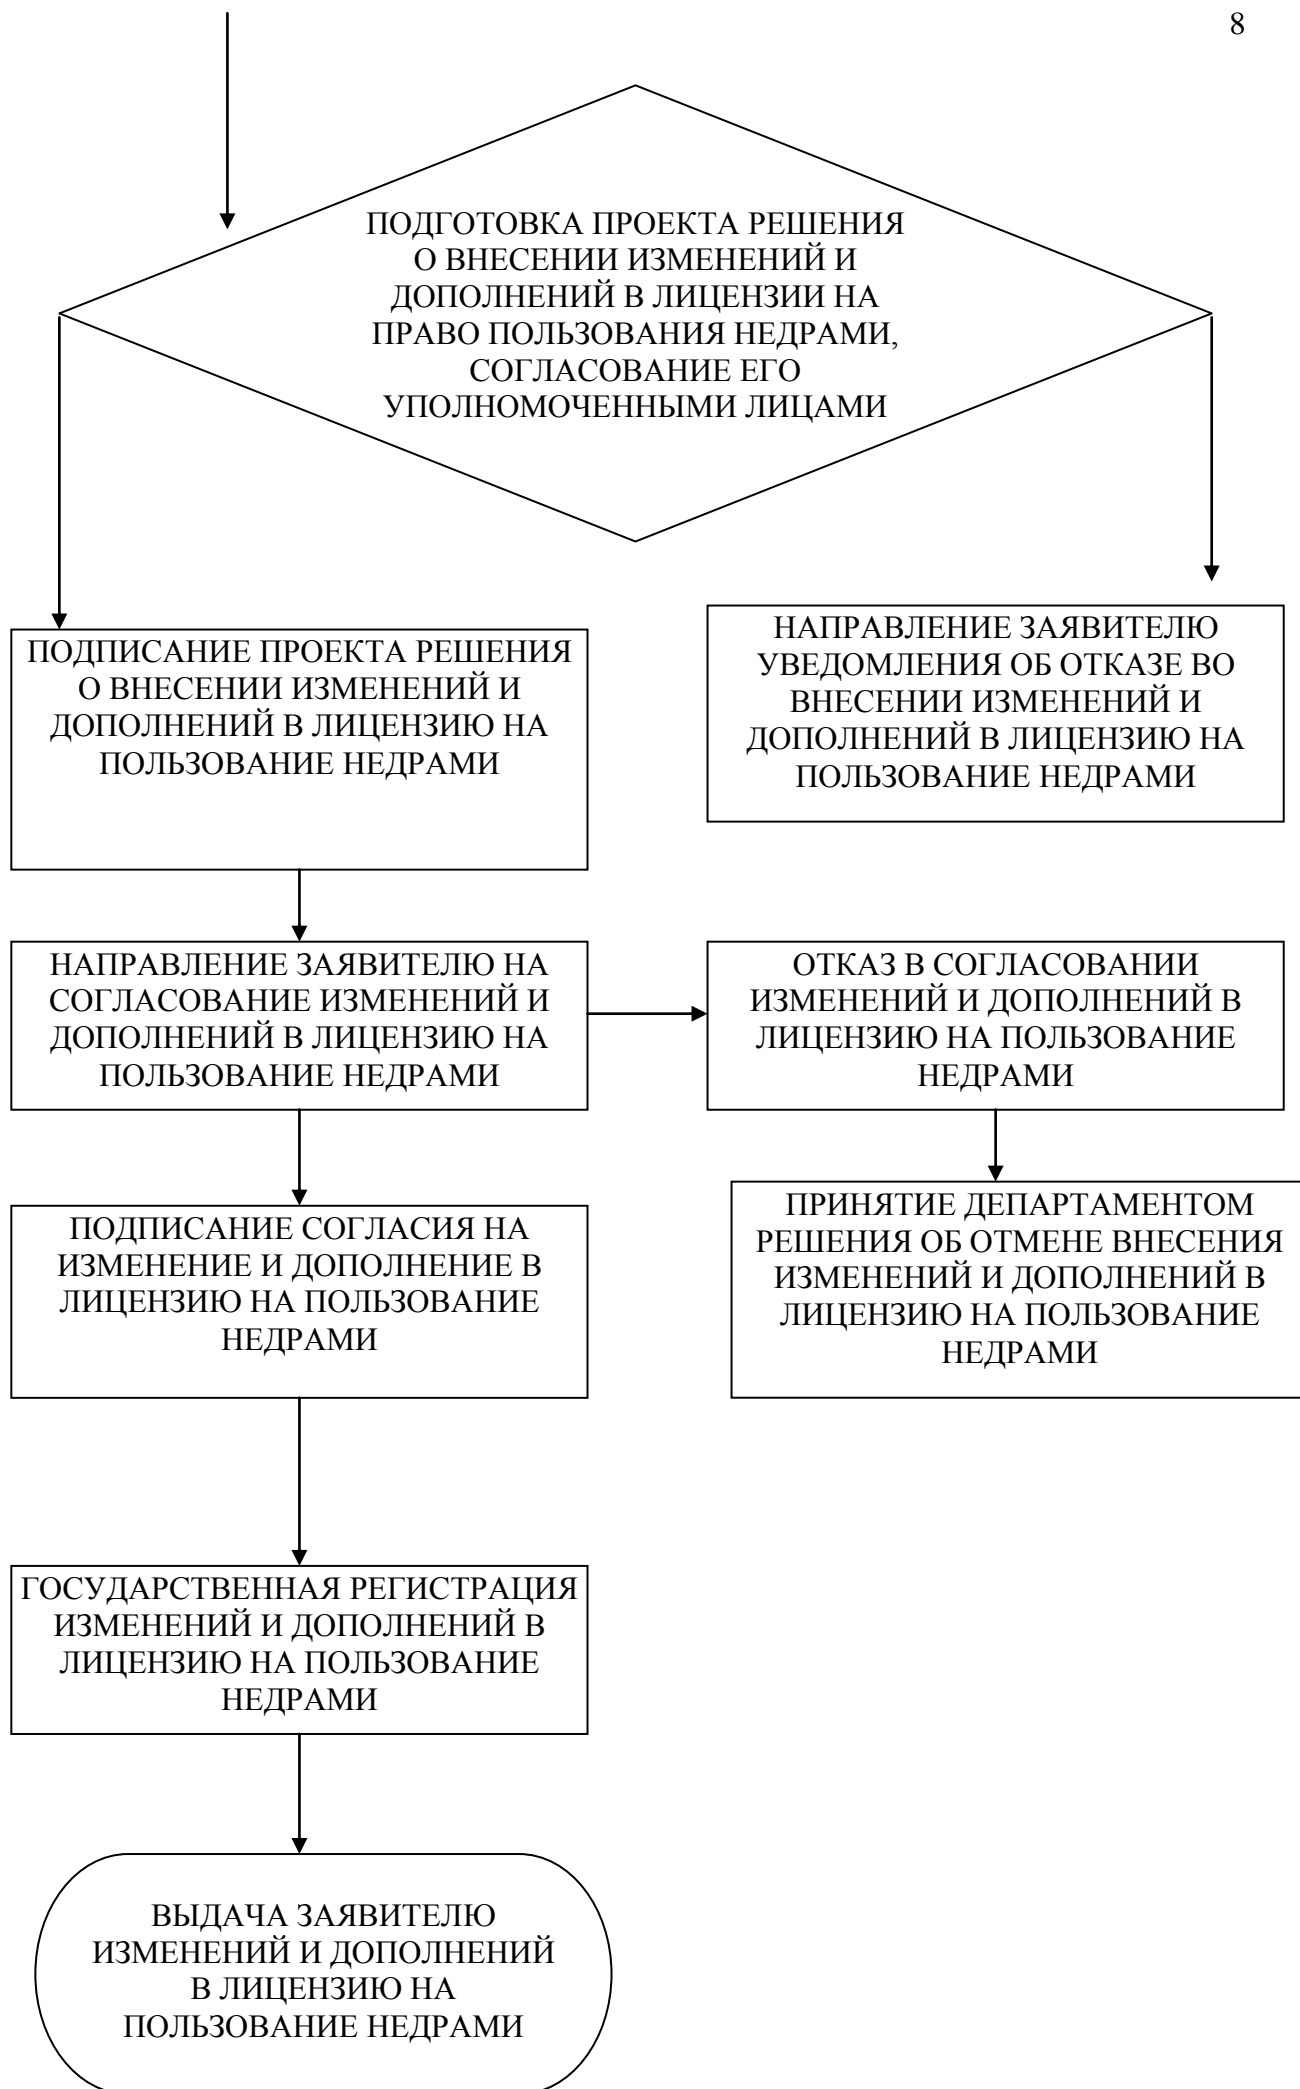 8
ПОДГОТОВКА ПРОЕКТА РЕШЕНИЯ
О ВНЕСЕНИИ ИЗМЕНЕНИЙ И
ДОПОЛНЕНИЙ В ЛИЦЕНЗИИ НА
ПРАВО ПОЛЬЗОВАНИЯ НЕДРАМИ,
СОГЛАСОВАНИЕ ЕГО
УПОЛНОМОЧЕННЫМИ ЛИЦАМИ
ПОДПИСАНИЕ ПРОЕКТА РЕШЕНИЯ
О ВНЕСЕНИИ ИЗМЕНЕНИЙ И
ДОПОЛНЕНИЙ В ЛИЦЕНЗИЮ НА
ПОЛЬЗОВАНИЕ НЕДРАМИ
НАПРАВЛЕНИЕ ЗАЯВИТЕЛЮ
УВЕДОМЛЕНИЯ ОБ ОТКАЗЕ ВО
ВНЕСЕНИИ ИЗМЕНЕНИЙ И
ДОПОЛНЕНИЙ В ЛИЦЕНЗИЮ НА
ПОЛЬЗОВАНИЕ НЕДРАМИ
НАПРАВЛЕНИЕ ЗАЯВИТЕЛЮ НА
СОГЛАСОВАНИЕ ИЗМЕНЕНИЙ И
ДОПОЛНЕНИЙ В ЛИЦЕНЗИЮ НА
ПОЛЬЗОВАНИЕ НЕДРАМИ
ОТКАЗ В СОГЛАСОВАНИИ
ИЗМЕНЕНИЙ И ДОПОЛНЕНИЙ В
ЛИЦЕНЗИЮ НА ПОЛЬЗОВАНИЕ
НЕДРАМИ
ПОДПИСАНИЕ СОГЛАСИЯ НА
ИЗМЕНЕНИЕ И ДОПОЛНЕНИЕ В
ЛИЦЕНЗИЮ НА ПОЛЬЗОВАНИЕ
НЕДРАМИ
ПРИНЯТИЕ ДЕПАРТАМЕНТОМ
РЕШЕНИЯ ОБ ОТМЕНЕ ВНЕСЕНИЯ
ИЗМЕНЕНИЙ И ДОПОЛНЕНИЙ В
ЛИЦЕНЗИЮ НА ПОЛЬЗОВАНИЕ
НЕДРАМИ
ГОСУДАРСТВЕННАЯ РЕГИСТРАЦИЯ
ИЗМЕНЕНИЙ И ДОПОЛНЕНИЙ В
ЛИЦЕНЗИЮ НА ПОЛЬЗОВАНИЕ
НЕДРАМИ
ВЫДАЧА ЗАЯВИТЕЛЮ
ИЗМЕНЕНИЙ И ДОПОЛНЕНИЙ
В ЛИЦЕНЗИЮ НА
ПОЛЬЗОВАНИЕ НЕДРАМИ